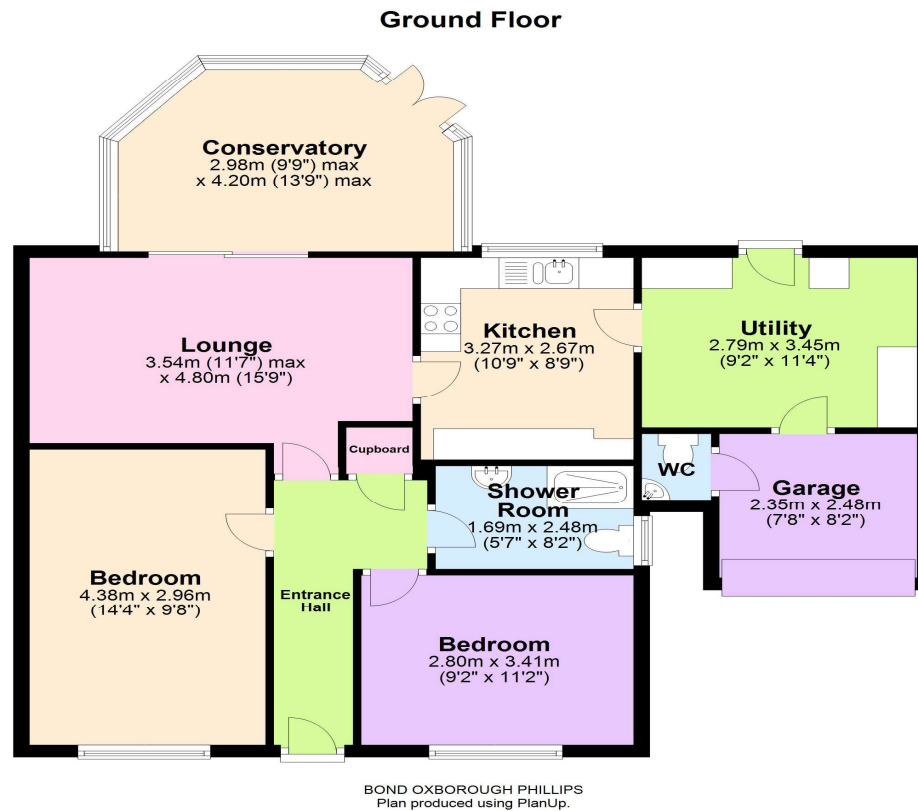 Ground Floor
Conservatory
2.98m (9'9") max
x 4.20m (13'9") max
Lounge
3.54m (11'7") max
x 4.80m (15'9")
Kitchen
3.27m x 2.67m
(10'9" x 8'9")
Utility
2.79m x 3.45m
(9'2" x 11'4")
Cupboard
WC
Garage
2.35m x 2.48m
(7'8" x 8'2")
Shower
Room
1.69m x 2.48m
(5'7" x 8'2")
Bedroom
4.38m x 2.96m
(14'4" x 9'8")
Entrance
Hall
Bedroom
2.80m x 3.41m
(9'2" x 11'2")
BOND OXBOROUGH PHILLIPS
Plan produced using PlanUp.